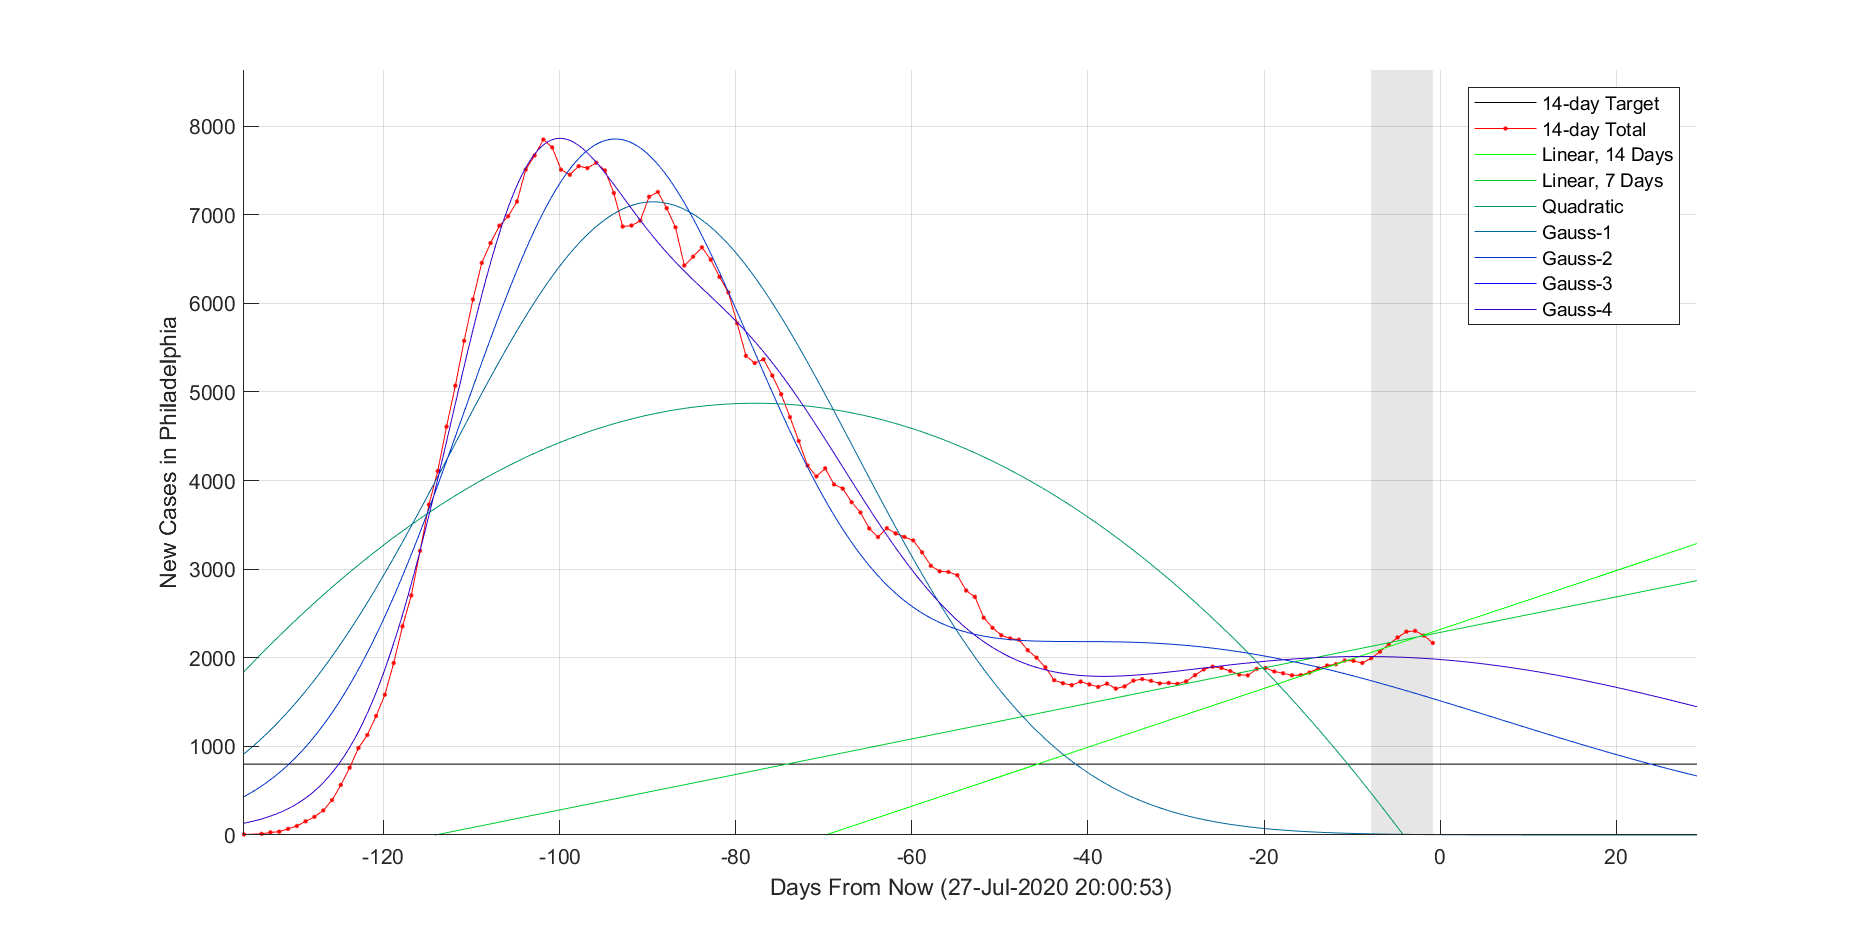 8000
7000
6000
5000
4000
3000
2000
1000
0
New Cases in Philadelphia
-120
-100
-80
-60
-40
-20
0
20
Days From Now (27-Jul-2020 20:00:53)
14-day Target
14-day Total
Linear, 14 Days
Linear, 7 Days
Quadratic
Gauss-1
Gauss-2
Gauss-3
Gauss-4